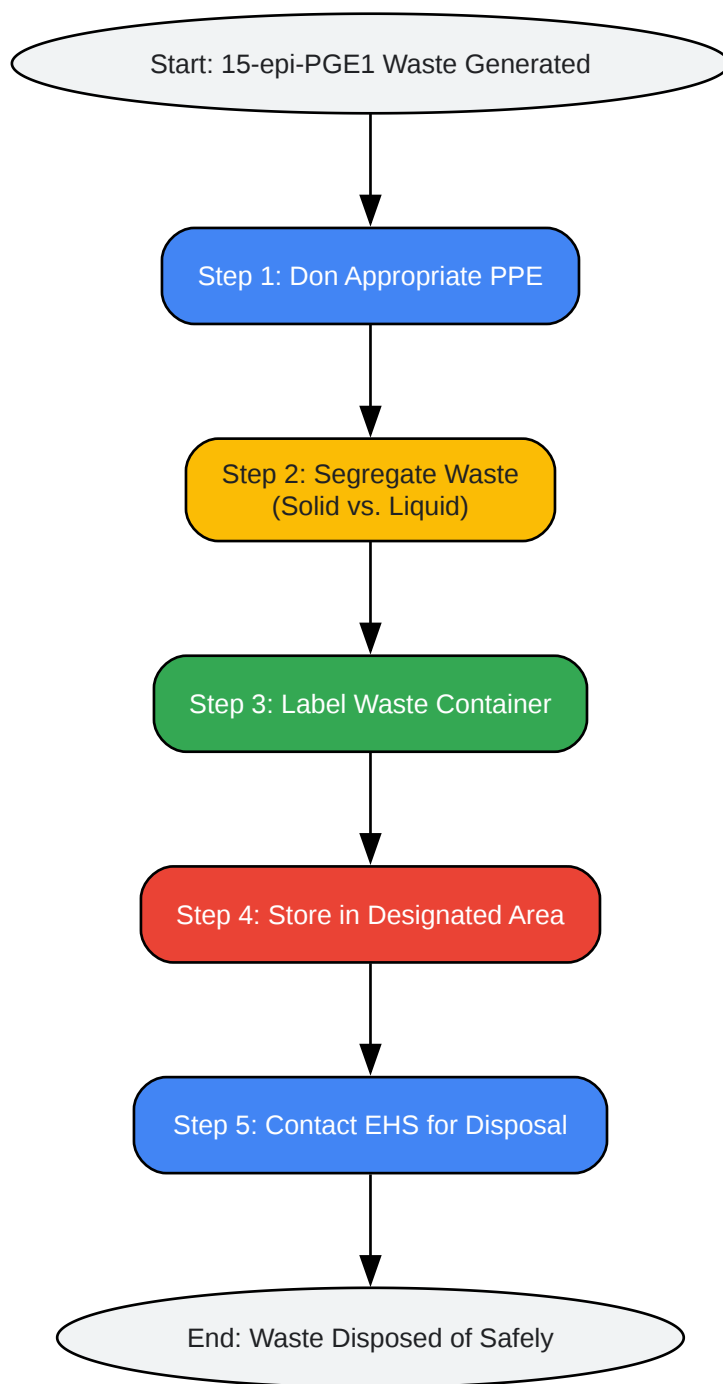 Start: 15-epi-PGE1 Waste Generated
Step 1: Don Appropriate PPE
Step 2: Segregate Waste
(Solid vs. Liquid)
Step 3: Label Waste Container
Step 4: Store in Designated Area
Step 5: Contact EHS for Disposal
End: Waste Disposed of Safely